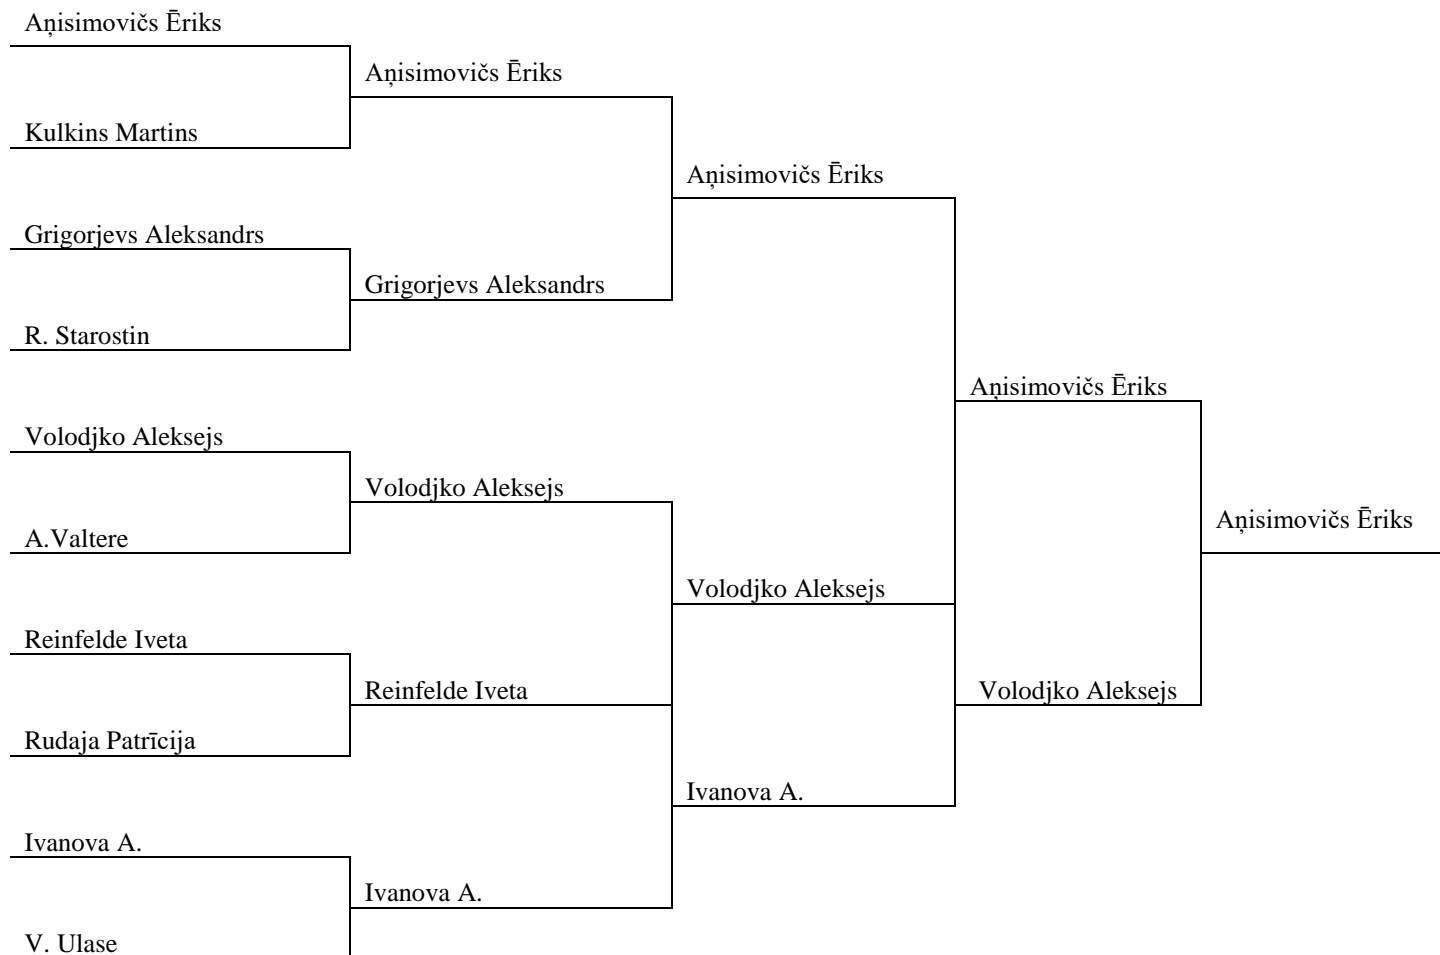 Aņisimovičs Ēriks
Aņisimovičs Ēriks
Kulkins Martins
Aņisimovičs Ēriks
Grigorjevs Aleksandrs
Grigorjevs Aleksandrs
R. Starostin
Aņisimovičs Ēriks
Volodjko Aleksejs
Volodjko Aleksejs
Aņisimovičs Ēriks
A.Valtere
Volodjko Aleksejs
Reinfelde Iveta
Reinfelde Iveta
Volodjko Aleksejs
Rudaja Patrīcija
Ivanova A.
Ivanova A.
Ivanova A.
V. Ulase